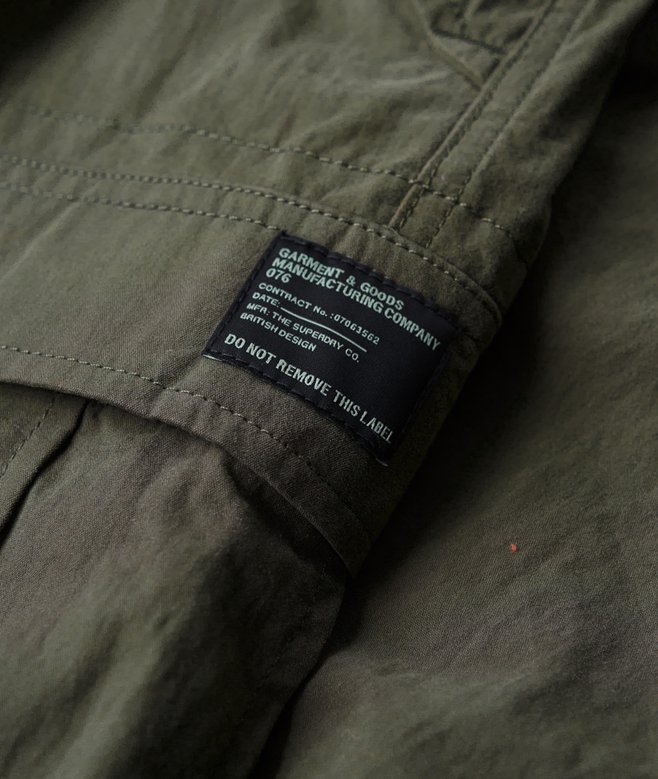 GARMENT & GOODS
MANUFACTURING COMPANY
076
CONTRACT No. :07063562
DATE:
MFR: THE SUPERDRY CO.
BRITISH DESIGN
DO NOT REMOVE THIS LABEL